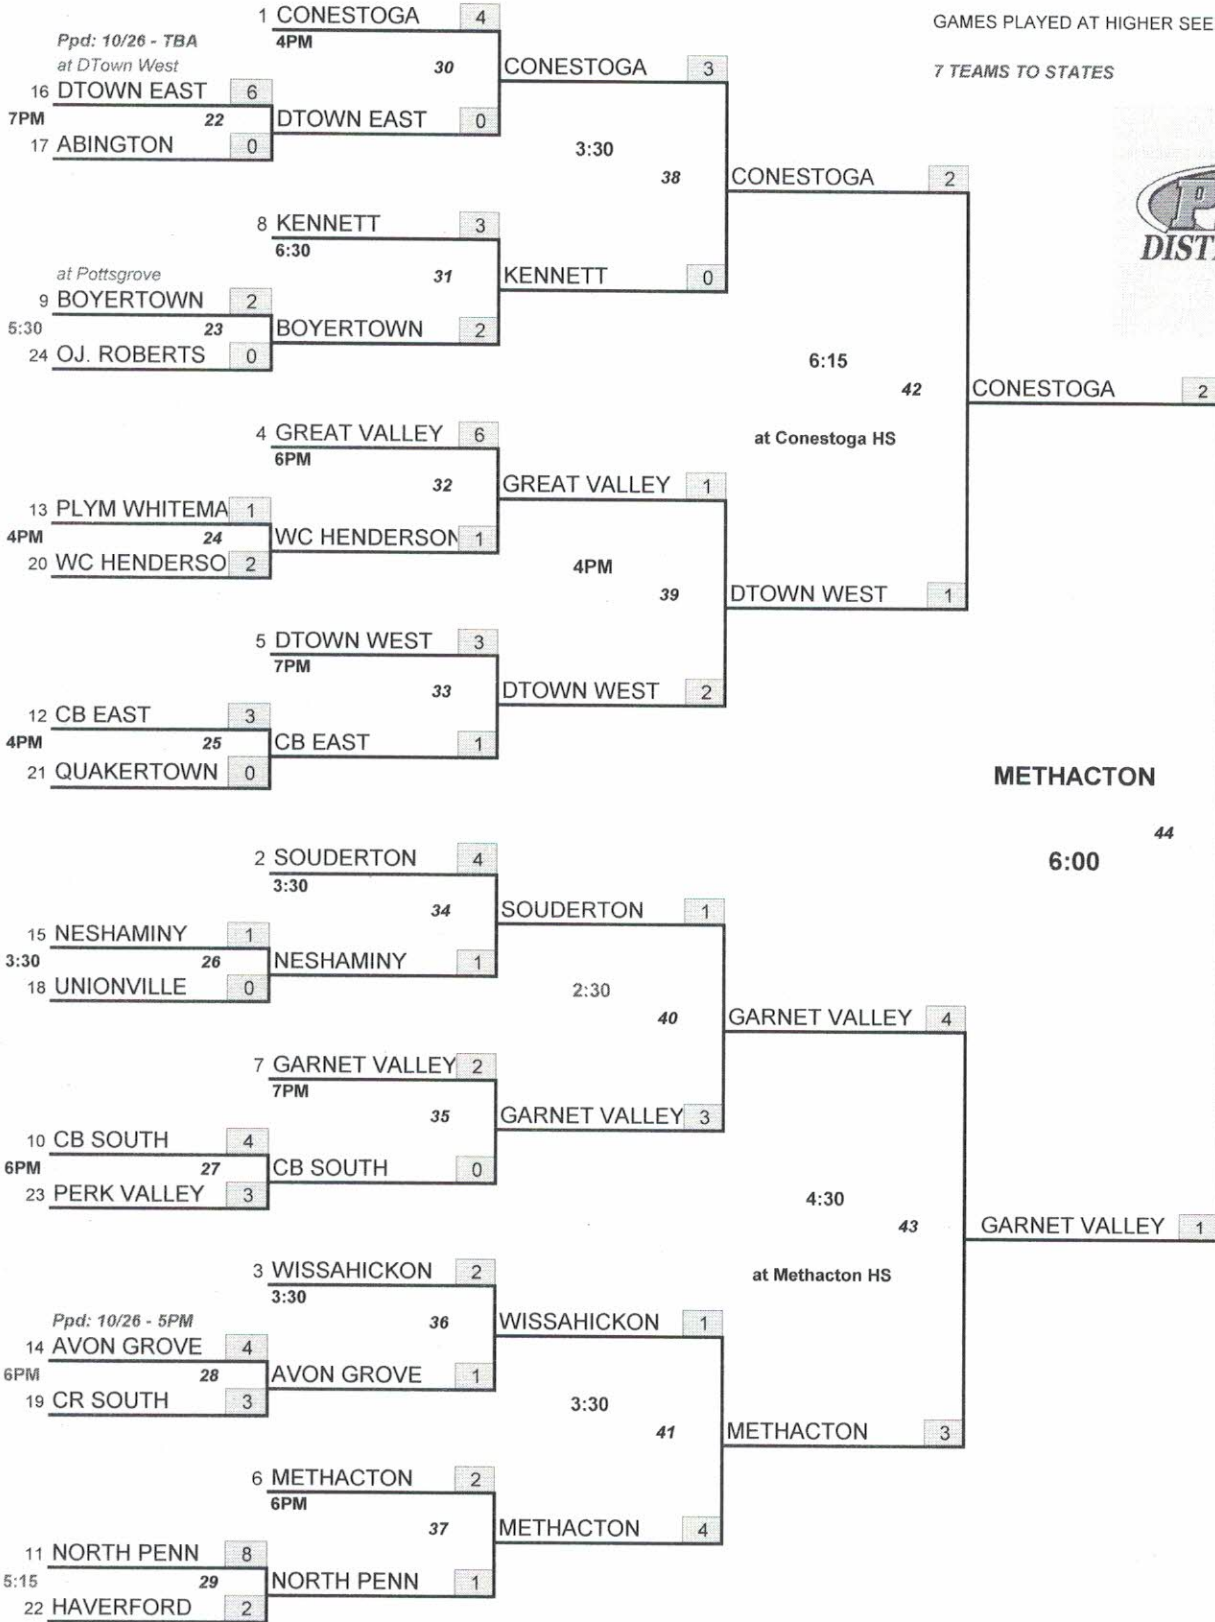 1 CONESTOGA 4
GAMES PLAYED AT HIGHER SEE
Ppd: 10/26 - TBA
4PM
at DTown West
30
CONESTOGA 3
7 TEAMS TO STATES
16 DTOWN EAST 6
7PM
22
DTOWN EAST 0
17 ABINGTON 0
3:30
38
CONESTOGA 2
DIST
8 KENNETT 3
6:30
at Pottsgrove
31
KENNETT 0
9 BOYERTOWN 2
5:30
23
BOYERTOWN 2
24 OJ. ROBERTS 0
6:15
42
CONESTOGA 2
at Conestoga HS
4 GREAT VALLEY 6
6PM
32
GREAT VALLEY 1
13 PLYM WHITEMA 1
4PM
24
WC HENDERSON 1
20 WC HENDERSO 2
4PM
39
DTOWN WEST 1
5 DTOWN WEST 3
7PM
33
DTOWN WEST 2
12 CB EAST 3
4PM
25
CB EAST 1
21 QUAKERTOWN 0
METHACTON
44
6:00
2 SOUDERTON 4
3:30
34
SOUDERTON 1
15 NESHAMINY 1
3:30
26
NESHAMINY 1
18 UNIONVILLE 0
2:30
40
GARNET VALLEY 4
7 GARNET VALLEY 2
7PM
35
GARNET VALLEY 3
10 CB SOUTH 4
6PM
27
CB SOUTH 0
23 PERK VALLEY 3
4:30
43
GARNET VALLEY 1
at Methacton HS
3 WISSAHICKON 2
3:30
Ppd: 10/26 - 5PM
36
WISSAHICKON 1
14 AVON GROVE 4
6PM
28
AVON GROVE 1
19 CR SOUTH 3
3:30
41
METHACTON 3
6 METHACTON 2
6PM
37
METHACTON 4
11 NORTH PENN 8
5:15
29
NORTH PENN 1
22 HAVERFORD 2